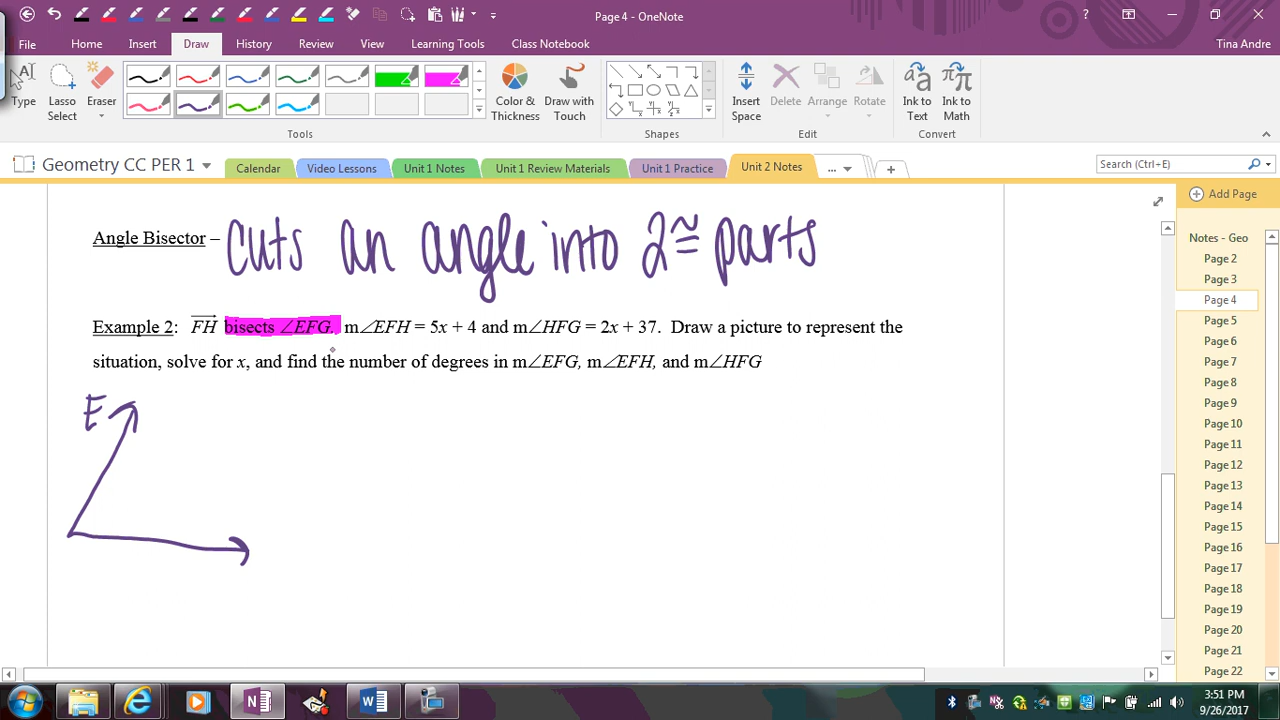 Page 4 - OneNote
? 
Tina Andre
File Home Insert Draw History Review View Learning Tools Class Notebook
Type
Lasso Select
Eraser
Color & Thickness
Draw with Touch
Insert Space
Delete
Arrange
Rotate
Ink to Text
Ink to Math
Tools
Shapes
Edit
Convert
Geometry CC PER 1
Calendar
Video Lessons
Unit 1 Notes
Unit 1 Review Materials
Unit 1 Practice
Unit 2 Notes
...
Search (Ctrl+E)
Add Page
Angle Bisector – cuts an angle into 2 ≅ parts
Example 2: FH bisects ∠EFG. m∠EFH = 5x + 4 and m∠HFG = 2x + 37. Draw a picture to represent the
situation, solve for x, and find the number of degrees in m∠EFG, m∠EFH, and m∠HFG
E
Notes - Geo
Page 2
Page 3
Page 4
Page 5
Page 6
Page 7
Page 8
Page 9
Page 10
Page 11
Page 12
Page 13
Page 14
Page 15
Page 16
Page 17
Page 18
Page 19
Page 20
Page 21
Page 22
3:51 PM
9/26/2017